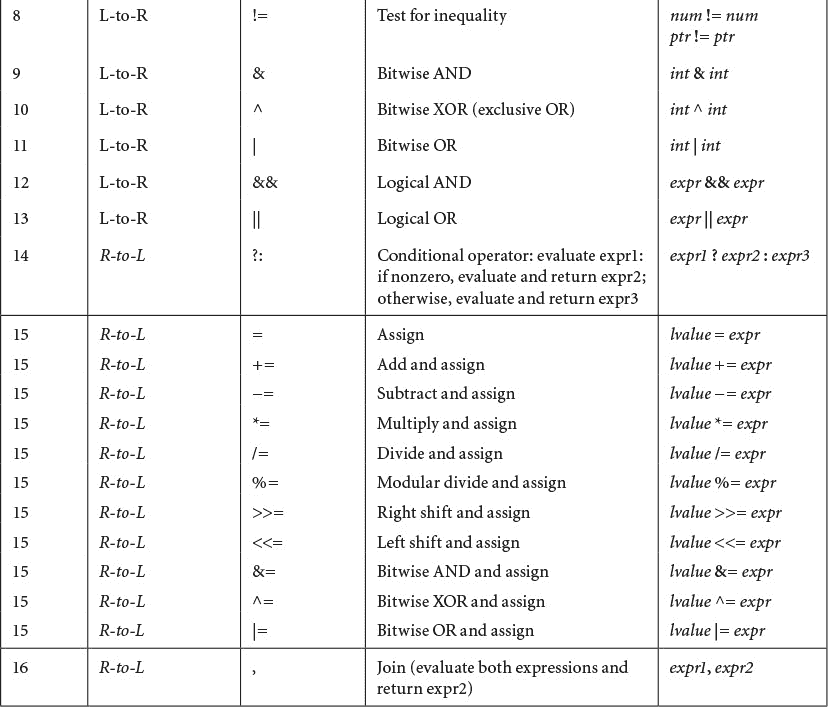 8 L-to-R != Test for inequality num != num
ptr != ptr
9 L-to-R & Bitwise AND int & int
10 L-to-R ^ Bitwise XOR (exclusive OR) int ^ int
11 L-to-R | Bitwise OR int | int
12 L-to-R && Logical AND expr && expr
13 L-to-R || Logical OR expr || expr
14 R-to-L ?: Conditional operator: evaluate expr1: expr1 ? expr2 : expr3
if nonzero, evaluate and return expr2;
otherwise, evaluate and return expr3
15 R-to-L = Assign lvalue = expr
15 R-to-L += Add and assign lvalue += expr
15 R-to-L −= Subtract and assign lvalue −= expr
15 R-to-L *= Multiply and assign lvalue *= expr
15 R-to-L /= Divide and assign lvalue /= expr
15 R-to-L %= Modular divide and assign lvalue %= expr
15 R-to-L >>= Right shift and assign lvalue >>= expr
15 R-to-L <<= Left shift and assign lvalue <<= expr
15 R-to-L &= Bitwise AND and assign lvalue &= expr
15 R-to-L ^= Bitwise XOR and assign lvalue ^= expr
15 R-to-L |= Bitwise OR and assign lvalue |= expr
16 R-to-L , Join (evaluate both expressions and expr1, expr2
return expr2)